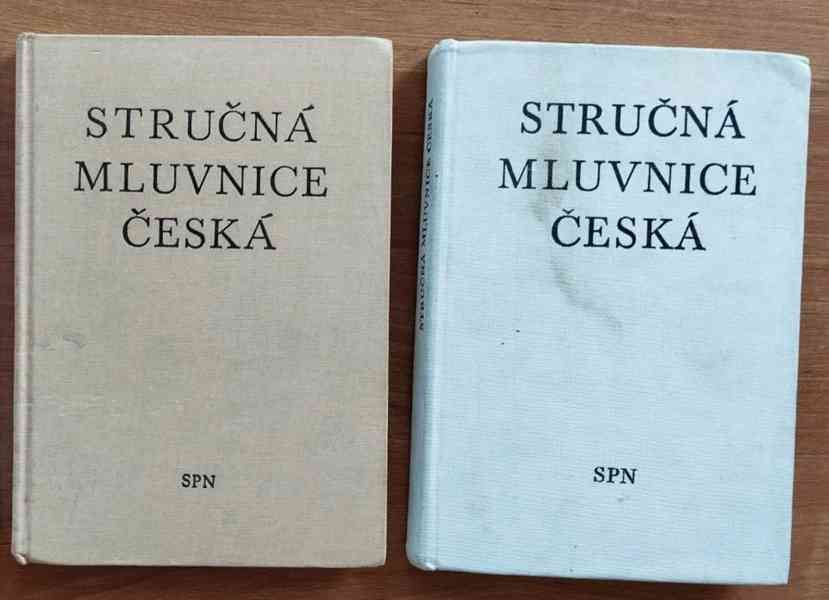 STRUČNÁ
MLUVNICE
ČESKÁ
SPN
STRUČNÁ MLUVNICE ČESKÁ
STRUČNÁ
MLUVNICE
ČESKÁ
SPN